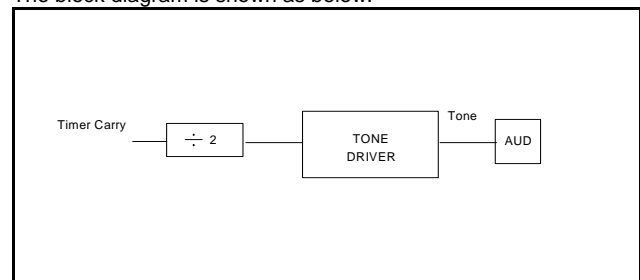 The block diagram is shown as below:
Timer Carry
÷ 2
TONE
DRIVER
Tone
AUD